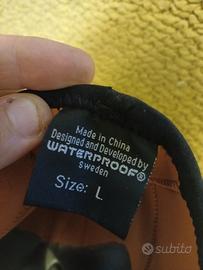 Made in China
Designed and Developed by
WATERPROOF®
Sweden
Size: L
subito